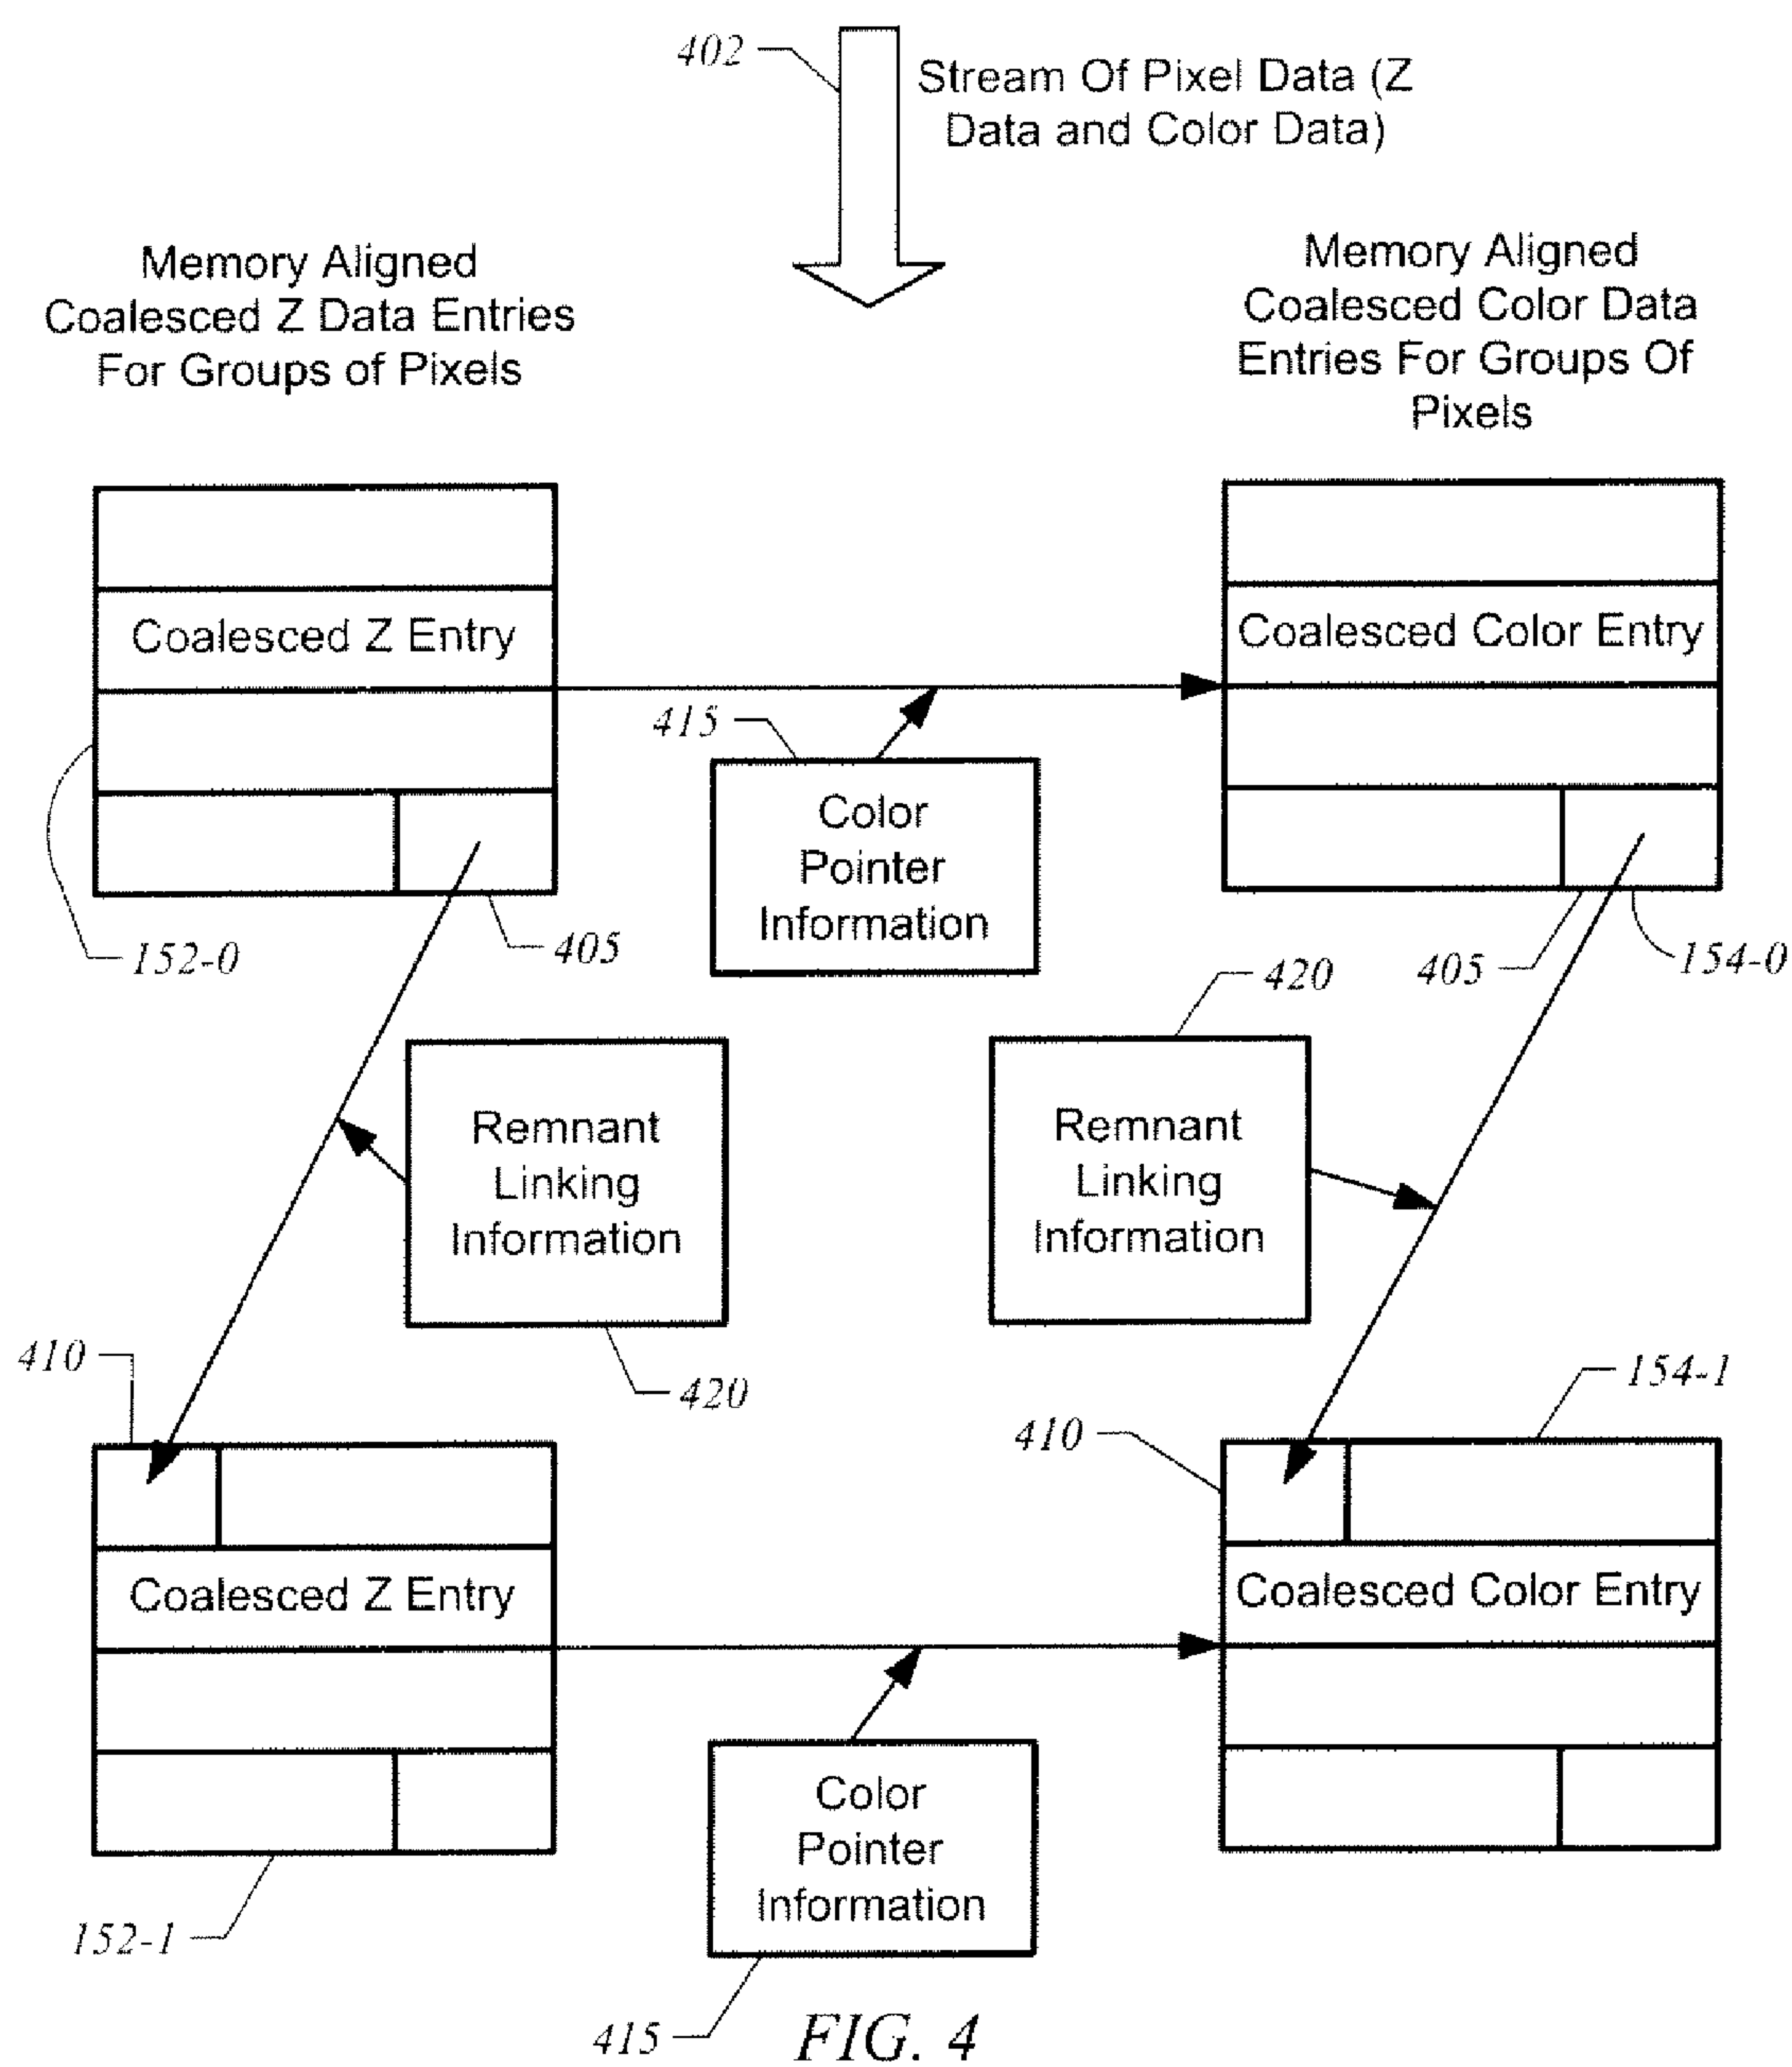 402
Stream Of Pixel Data (Z
Data and Color Data)
Memory Aligned
Coalesced Z Data Entries
For Groups of Pixels
Memory Aligned
Coalesced Color Data
Entries For Groups Of
Pixels
Coalesced Z Entry
Coalesced Color Entry
415
Color
Pointer
Information
152-0
405
405
154-0
420
Remnant
Linking
Information
Remnant
Linking
Information
410
420
154-1
410
Coalesced Z Entry
Coalesced Color Entry
Color
Pointer
Information
152-1
415
FIG. 4